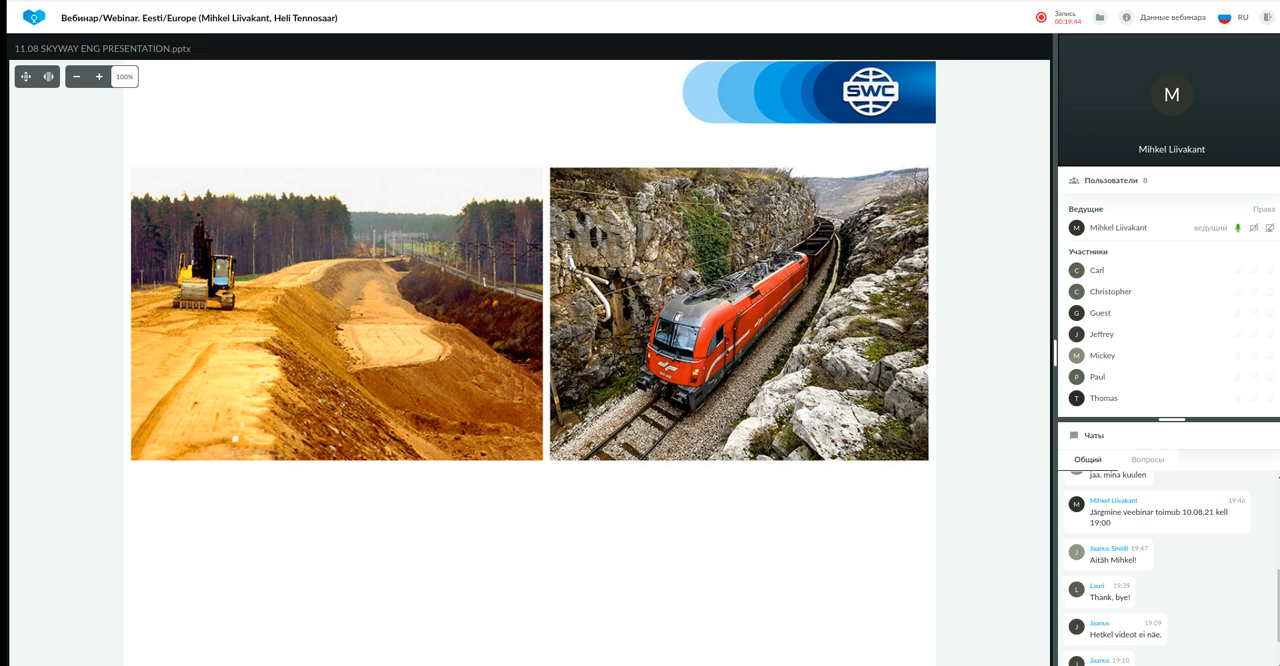 Вебинар/Webinar. Eesti/Europe (Mihkel Liivakant, Heli Tennosaar)
Запись
00:19:44
Данные вебинара
RU
11.08 SKYWAY ENG PRESENTATION.pptx
100%
SWC
M
Mihkel Liivakant
Пользователи 8
Ведущие
Права
M Mihkel Liivakant ведущий
Участники
C Carl
C Christopher
G Guest
J Jeffrey
M Mickey
P Paul
T Thomas
Чаты
Общий
Вопросы
jaa, mina kuulen
M Mihkel Liivakant 19:46
Järgmine veebinar toimub 10.08.21 kell
19:00
J Jaanus Sinisill 19:47
Aitäh Mihkel!
L Lauri 19:39
Thank, bye!
J Jaanus 19:09
Hetkel videot ei näe.
Jaanus 19:10